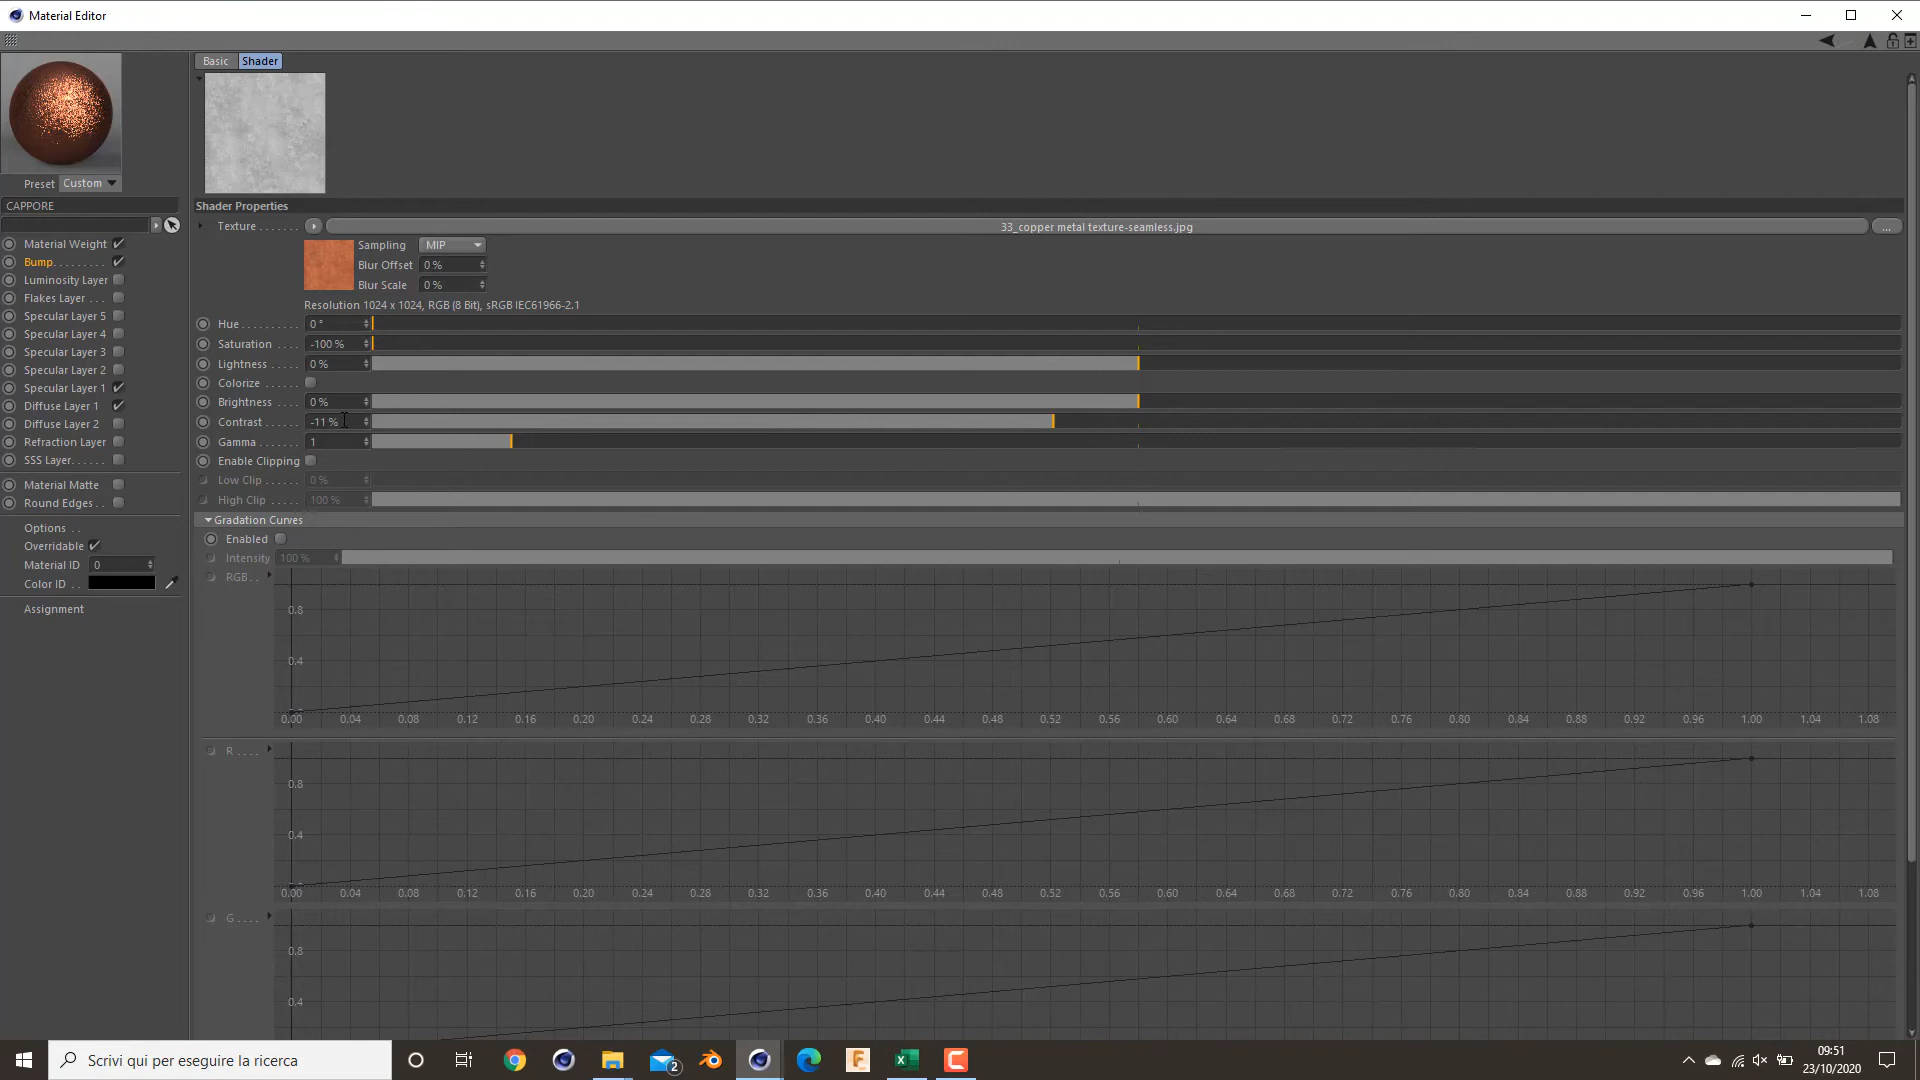 Material Editor
Basic Shader
Preset Custom
CAPPORE
Material Weight
Bump........
Luminosity Layer
Flakes Layer ...
Specular Layer 5
Specular Layer 4
Specular Layer 3
Specular Layer 2
Specular Layer 1
Diffuse Layer 1
Diffuse Layer 2
Refraction Layer
SSS Layer......
Material Matte
Round Edges..
Options ..
Overridable
Material ID 0
Color ID ..
Assignment
Shader Properties
Texture ....... 33_copper metal texture-seamless.jpg ...
Sampling MIP
Blur Offset 0 %
Blur Scale 0 %
Resolution 1024 x 1024, RGB (8 Bit), sRGB IEC61966-2.1
Hue.......... 0 °
Saturation .... -100 %
Lightness ..... 0 %
Colorize ......
Brightness .... 0 %
Contrast ...... -11 %
Gamma ....... 1
Enable Clipping
Low Clip ...... 0 %
High Clip ..... 100 %
Gradation Curves
Enabled
Intensity 100 %
RGB..
0.8
0.4
0.00 0.04 0.08 0.12 0.16 0.20 0.24 0.28 0.32 0.36 0.40 0.44 0.48 0.52 0.56 0.60 0.64 0.68 0.72 0.76 0.80 0.84 0.88 0.92 0.96 1.00 1.04 1.08
R ....
0.8
0.4
0.00 0.04 0.08 0.12 0.16 0.20 0.24 0.28 0.32 0.36 0.40 0.44 0.48 0.52 0.56 0.60 0.64 0.68 0.72 0.76 0.80 0.84 0.88 0.92 0.96 1.00 1.04 1.08
G ....
0.8
0.4
Scrivi qui per eseguire la ricerca
2
09:51
23/10/2020